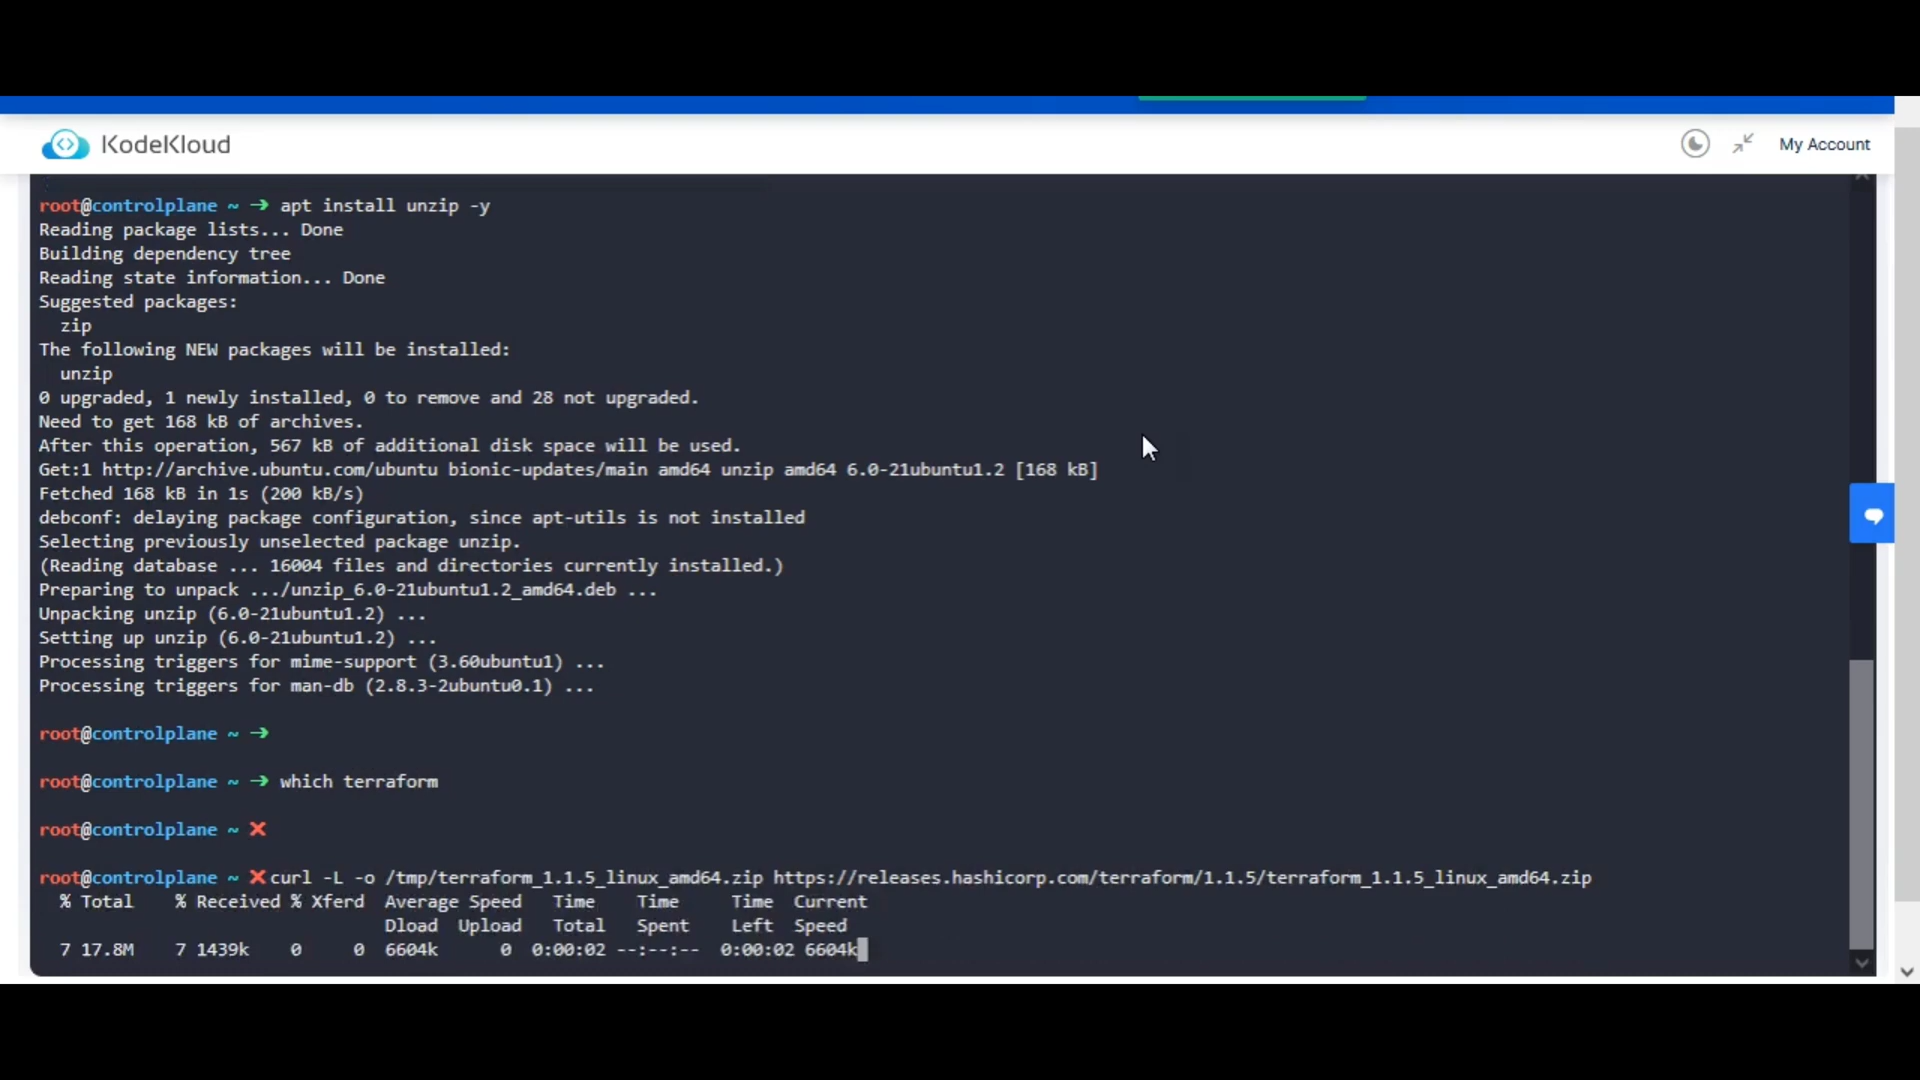 KodeKloud
My Account
root@controlplane ~ ➜ apt install unzip -y
Reading package lists... Done
Building dependency tree
Reading state information... Done
Suggested packages:
  zip
The following NEW packages will be installed:
  unzip
0 upgraded, 1 newly installed, 0 to remove and 28 not upgraded.
Need to get 168 kB of archives.
After this operation, 567 kB of additional disk space will be used.
Get:1 http://archive.ubuntu.com/ubuntu bionic-updates/main amd64 unzip amd64 6.0-21ubuntu1.2 [168 kB]
Fetched 168 kB in 1s (200 kB/s)
debconf: delaying package configuration, since apt-utils is not installed
Selecting previously unselected package unzip.
(Reading database ... 16004 files and directories currently installed.)
Preparing to unpack .../unzip_6.0-21ubuntu1.2_amd64.deb ...
Unpacking unzip (6.0-21ubuntu1.2) ...
Setting up unzip (6.0-21ubuntu1.2) ...
Processing triggers for mime-support (3.60ubuntu1) ...
Processing triggers for man-db (2.8.3-2ubuntu0.1) ...
root@controlplane ~ ➜
root@controlplane ~ ➜ which terraform
root@controlplane ~ ✖
root@controlplane ~ ✖ curl -L -o /tmp/terraform_1.1.5_linux_amd64.zip https://releases.hashicorp.com/terraform/1.1.5/terraform_1.1.5_linux_amd64.zip
  % Total    % Received % Xferd  Average Speed   Time    Time     Time  Current
                                 Dload  Upload   Total   Spent    Left  Speed
  7 17.8M    7 1439k    0     0  6604k      0  0:00:02 --:--:--  0:00:02 6604k